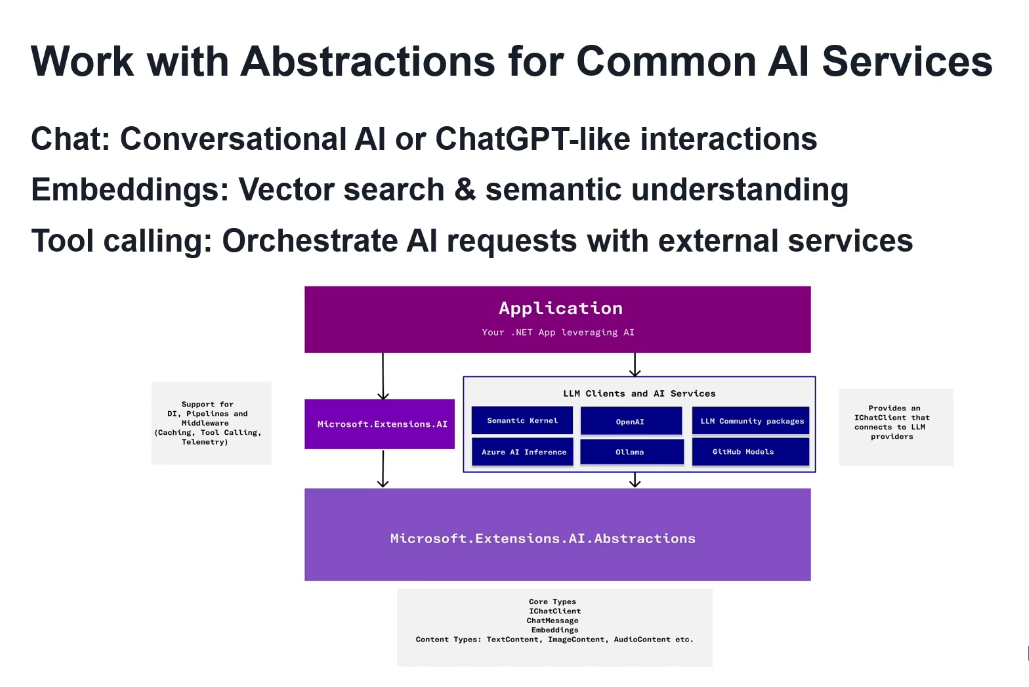 Work with Abstractions for Common AI Services
Chat: Conversational AI or ChatGPT-like interactions
Embeddings: Vector search & semantic understanding
Tool calling: Orchestrate AI requests with external services
Application
Your .NET App leveraging AI
Support for
DI, Pipelines and
Middleware
(Caching, Tool Calling,
Telemetry)
Microsoft.Extensions.AI
LLM Clients and AI Services
Semantic Kernel
OpenAI
LLM Community packages
Azure AI Inference
Ollama
GitHub Models
Provides an
IChatClient that
connects to LLM
providers
Microsoft.Extensions.AI.Abstractions
Core Types
IChatClient
ChatMessage
Embeddings
Content Types: TextContent, ImageContent, AudioContent etc.